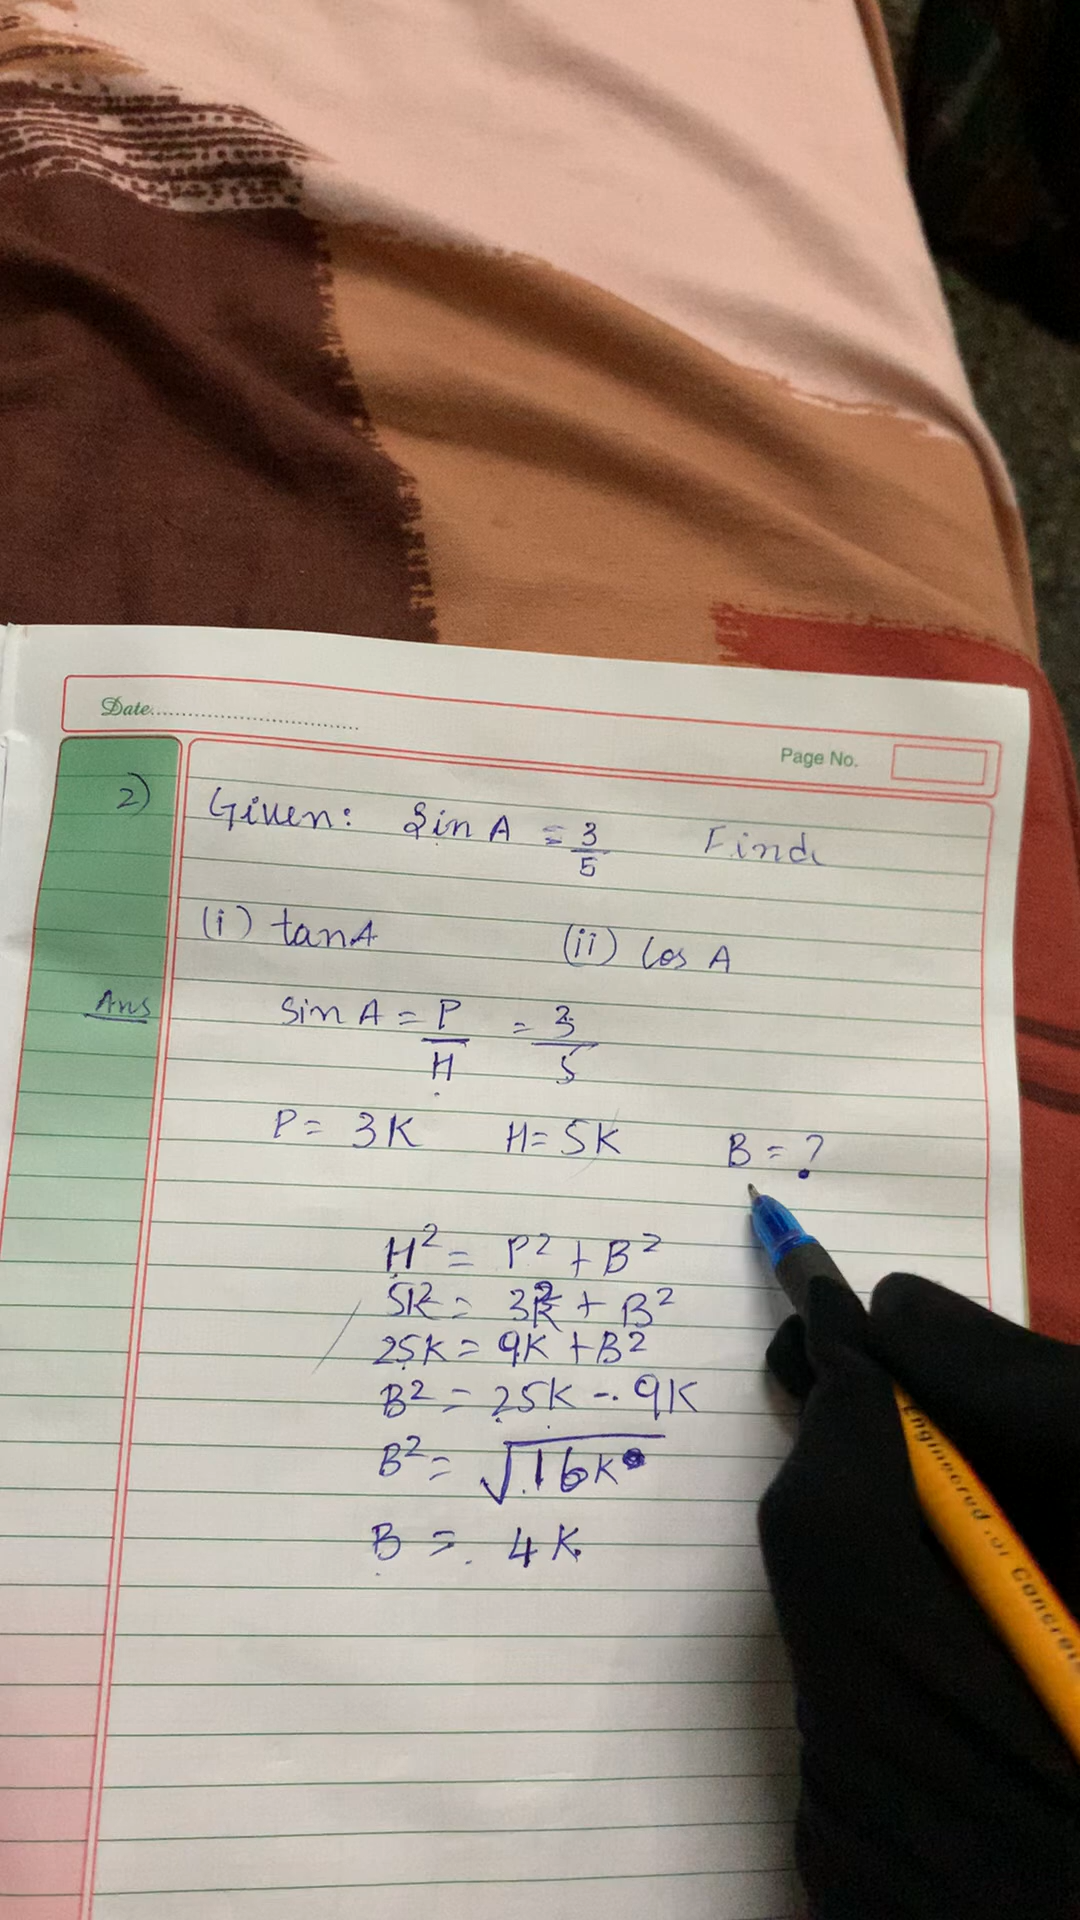 Date
Page No.
2) Given: Sin A = 3/5 Find
(i) tanA (ii) Cos A
Ans Sin A = P/H = 3/5
P = 3K H = 5K B = ?
H² = P² + B²
5K² = 3K² + B²
25K = 9K + B²
B² = 25K - 9K
B² = √16K
B = 4K
Engineered